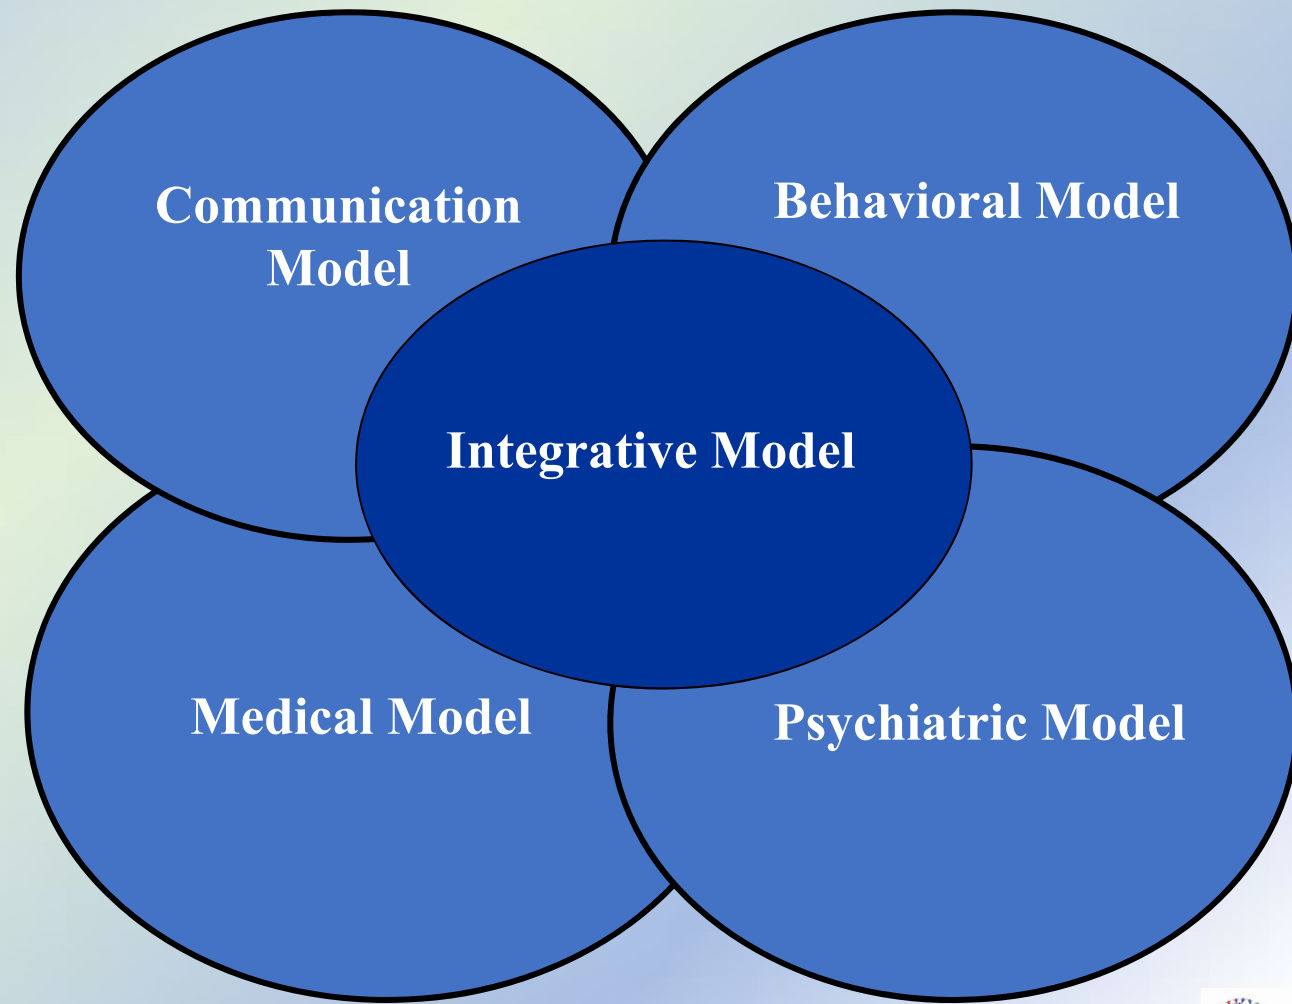 Communication
Model
Behavioral Model
Integrative Model
Medical Model
Psychiatric Model